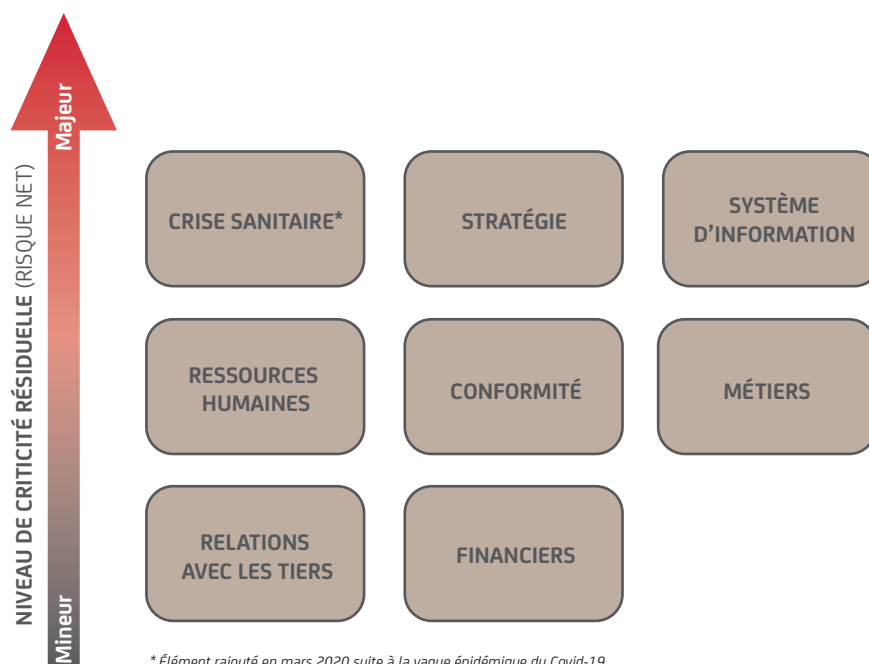 Majeur
NIVEAU DE CRITICITÉ RÉSIDUELLE (RISQUE NET)
Mineur
CRISE SANITAIRE*
STRATÉGIE
SYSTÈME
D'INFORMATION
RESSOURCES
HUMAINES
CONFORMITÉ
MÉTIERS
RELATIONS
AVEC LES TIERS
FINANCIERS
* Élément rajouté en mars 2020 suite à la vague épidémique du Covid-19